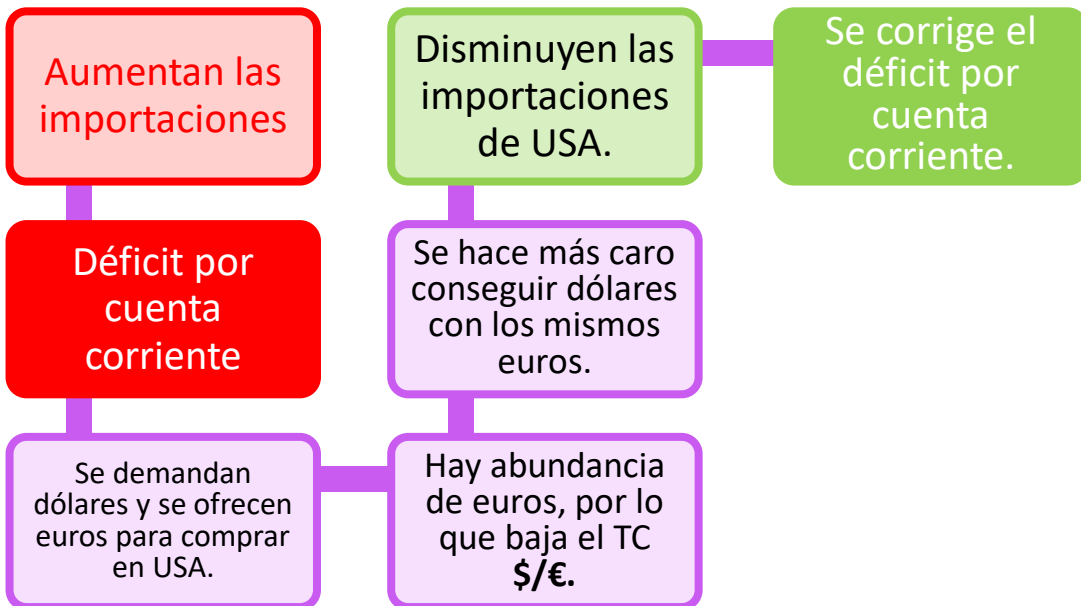 Aumentan las
importaciones
Déficit por
cuenta
corriente
Se demandan
dólares y se ofrecen
euros para comprar
en USA.
Hay abundancia
de euros, por lo
que baja el TC
$/€.
Se hace más caro
conseguir dólares
con los mismos
euros.
Disminuyen las
importaciones
de USA.
Se corrige el
déficit por
cuenta
corriente.